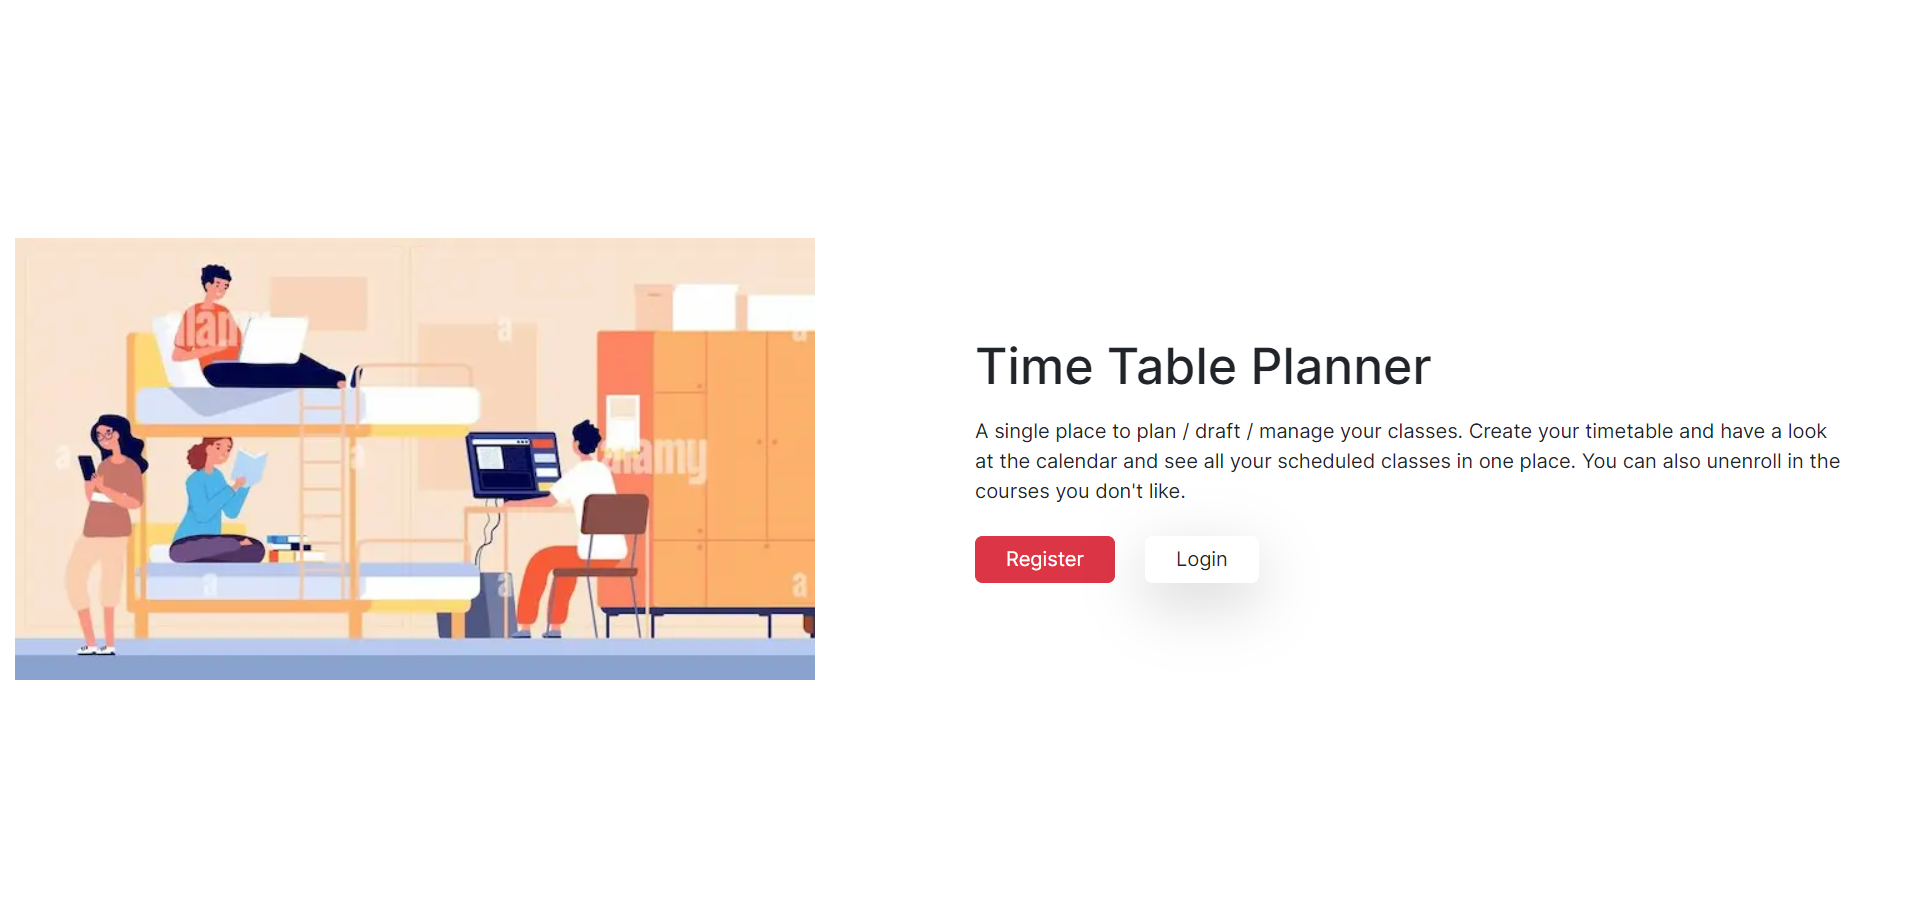 alamy
a
a
a
alamy
a
a
a
a
Time Table Planner
A single place to plan / draft / manage your classes. Create your timetable and have a look
at the calendar and see all your scheduled classes in one place. You can also unenroll in the
courses you don't like.
Register
Login